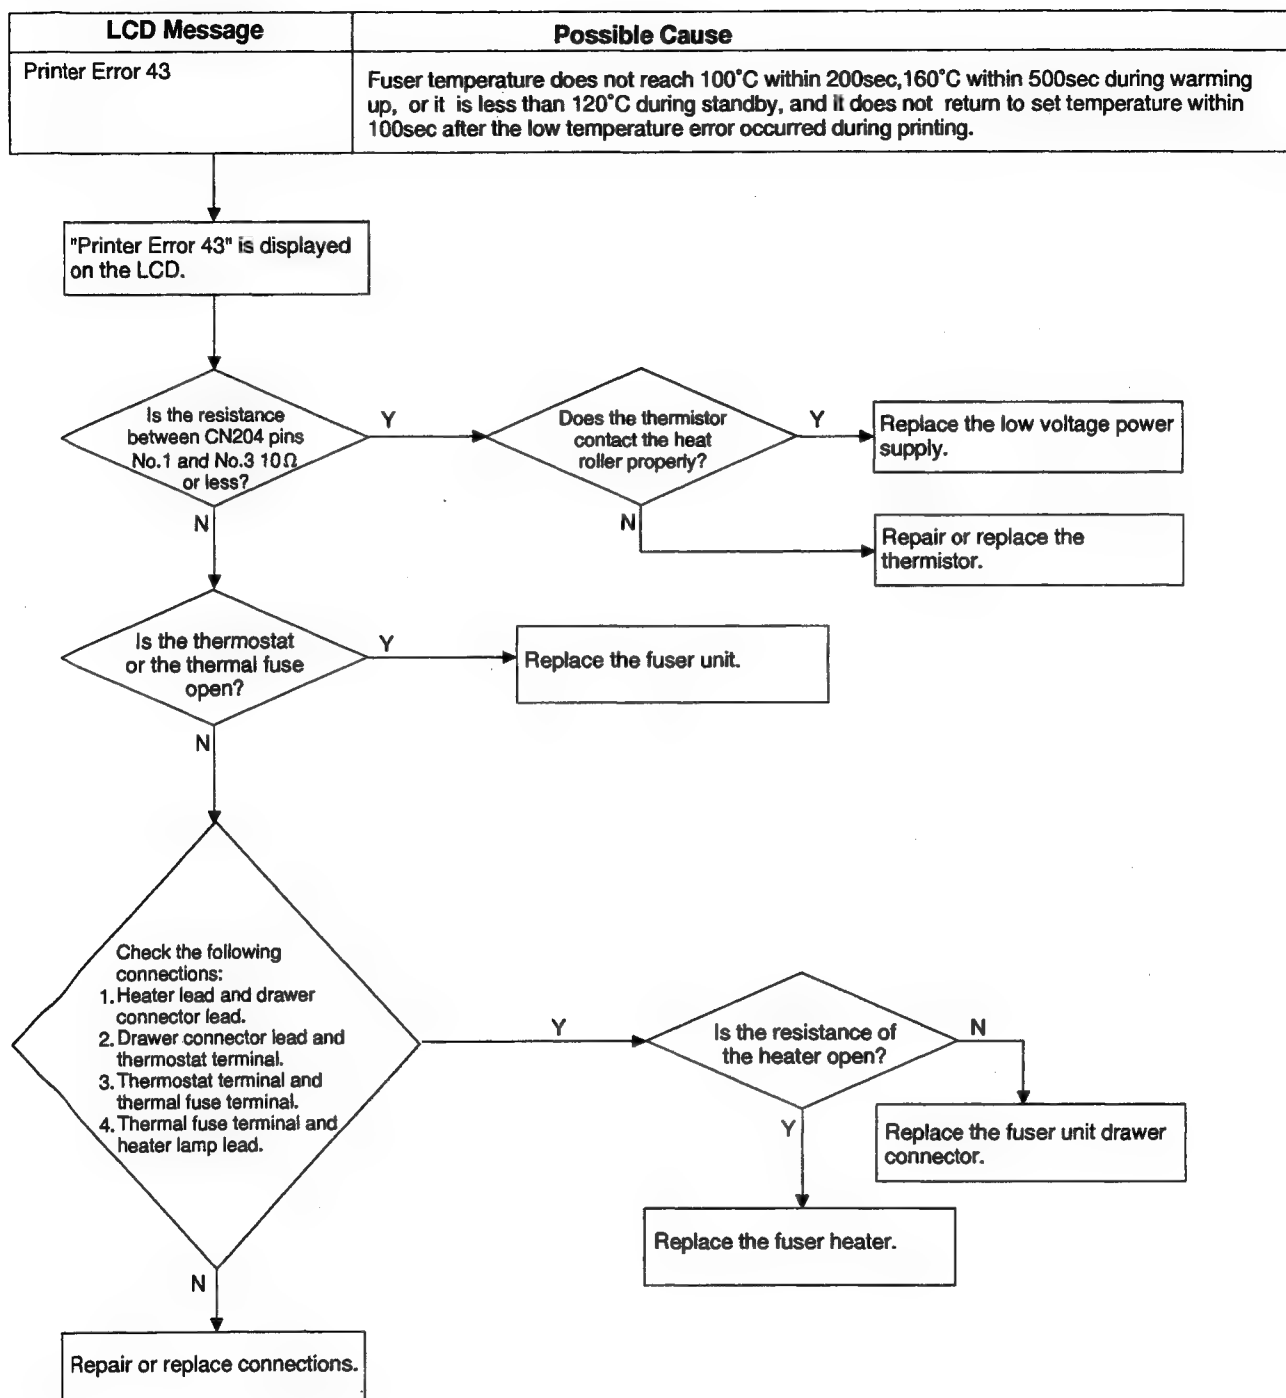 LCD Message
Possible Cause
Printer Error 43
Fuser temperature does not reach 100°C within 200sec,160°C within 500sec during warming
up, or it is less than 120°C during standby, and it does not return to set temperature within
100sec after the low temperature error occurred during printing.
"Printer Error 43" is displayed
on the LCD.
Is the resistance
between CN204 pins
No.1 and No.3 10Ω
or less?
Y
Does the thermistor
contact the heat
roller properly?
Y
Replace the low voltage power
supply.
N
N
Repair or replace the
thermistor.
Is the thermostat
or the thermal fuse
open?
Y
Replace the fuser unit.
N
Check the following
connections:
1. Heater lead and drawer
connector lead.
2. Drawer connector lead and
thermostat terminal.
3. Thermostat terminal and
thermal fuse terminal.
4. Thermal fuse terminal and
heater lamp lead.
Y
Is the resistance of
the heater open?
N
Y
Replace the fuser unit drawer
connector.
Replace the fuser heater.
N
Repair or replace connections.